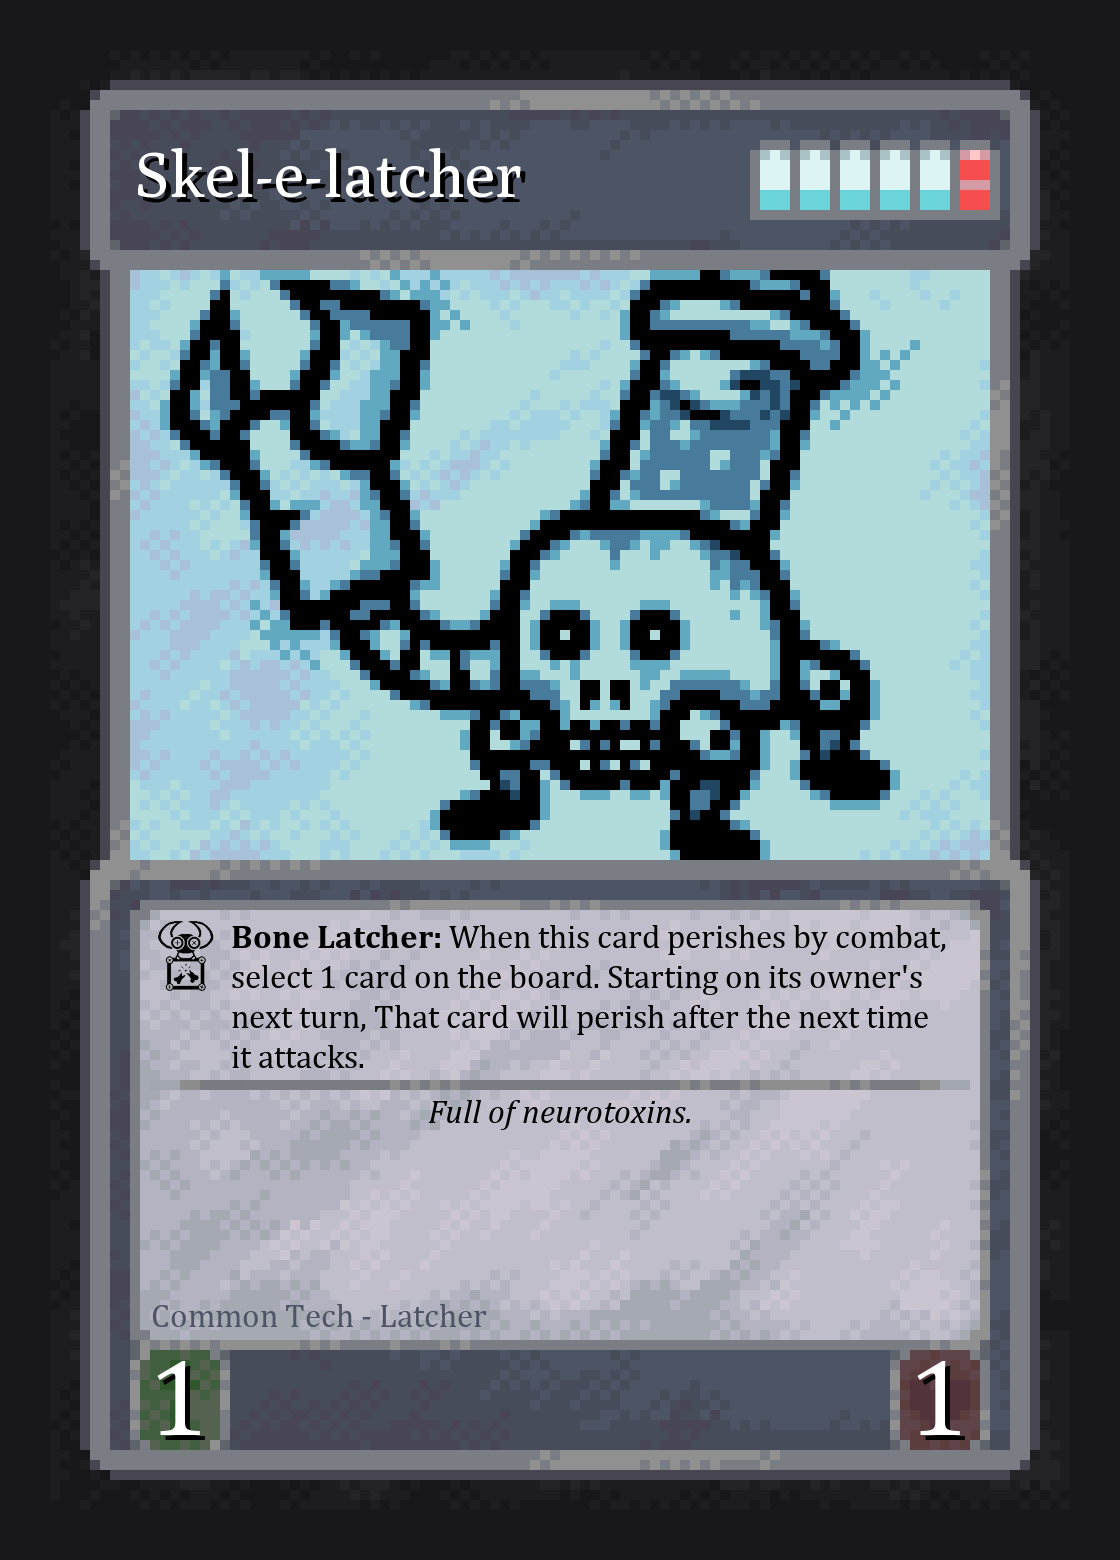 Skel-e-latcher
Bone Latcher: When this card perishes by combat,
select 1 card on the board. Starting on its owner's
next turn, That card will perish after the next time
it attacks.
Full of neurotoxins.
Common Tech - Latcher
1
1